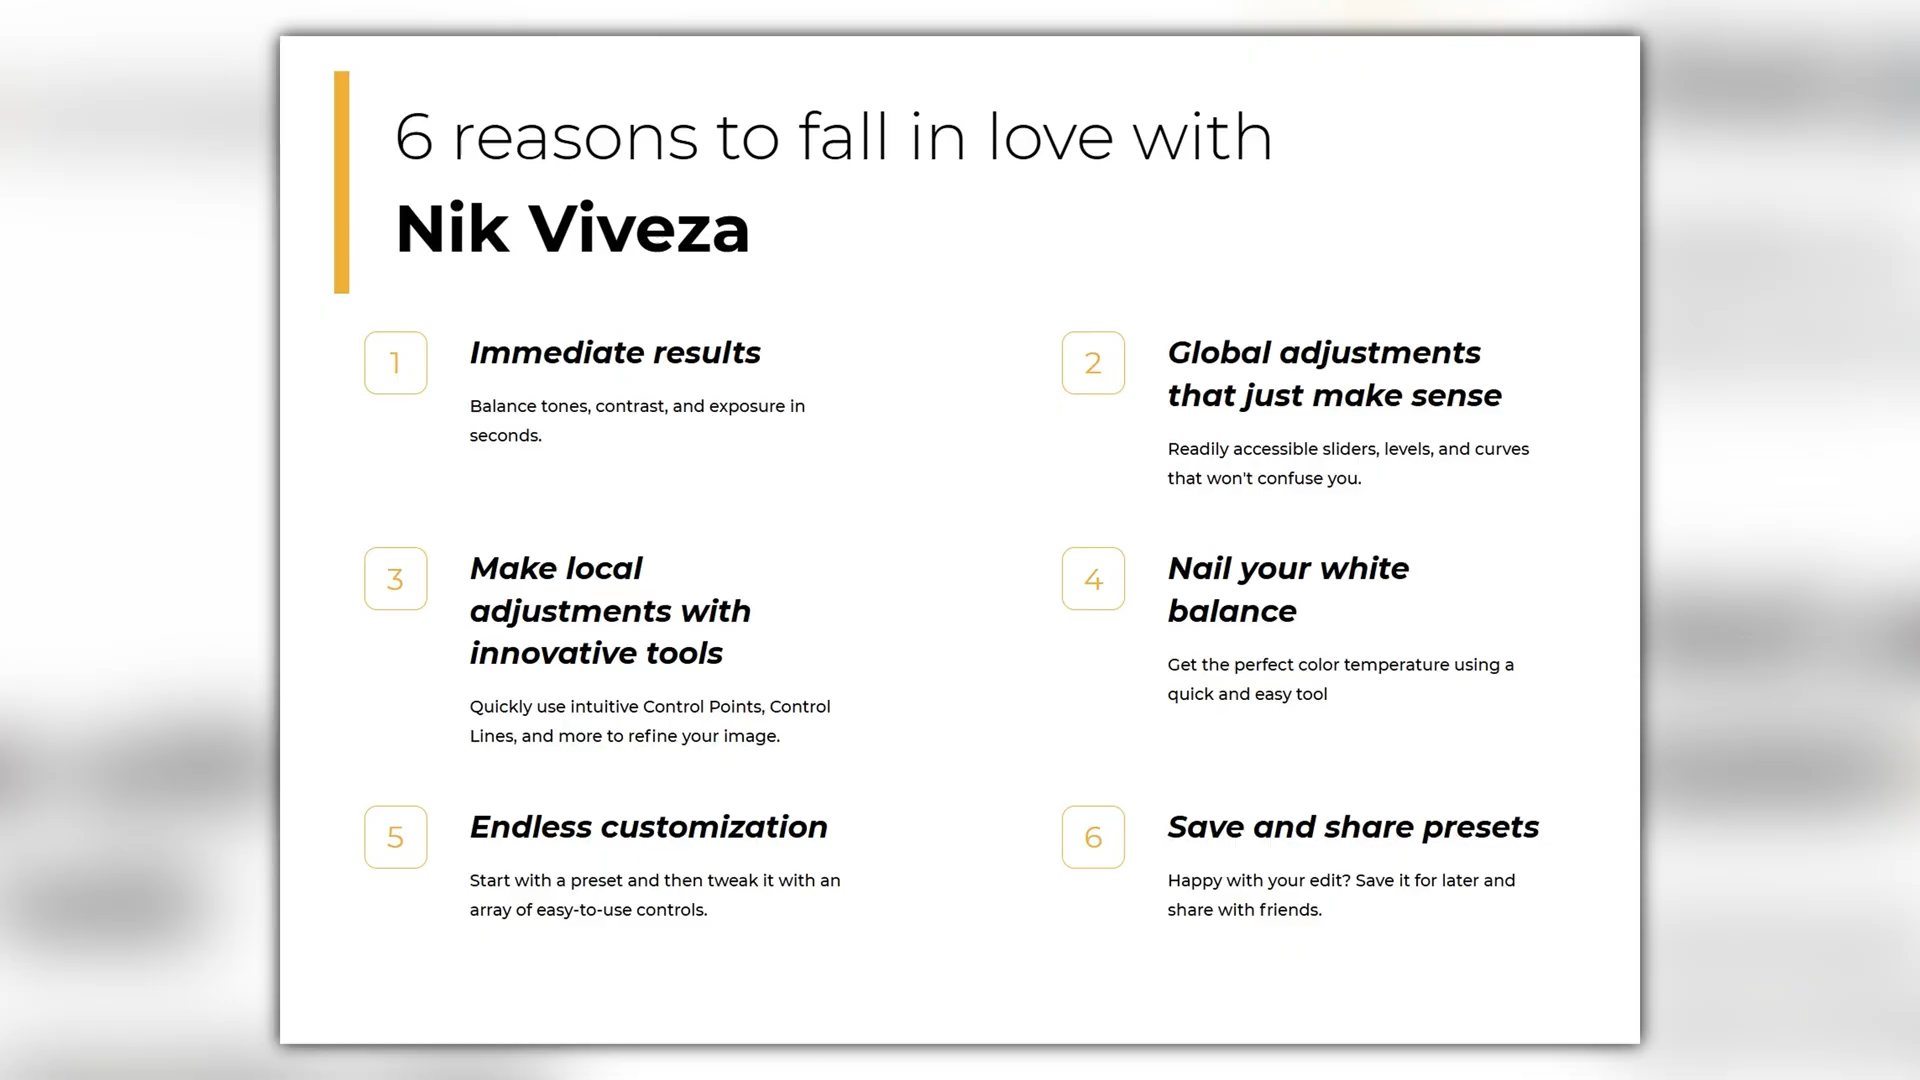 6 reasons to fall in love with
Nik Viveza
1
Immediate results
Balance tones, contrast, and exposure in
seconds.
2
Global adjustments
that just make sense
Readily accessible sliders, levels, and curves
that won't confuse you.
3
Make local
adjustments with
innovative tools
Quickly use intuitive Control Points, Control
Lines, and more to refine your image.
4
Nail your white
balance
Get the perfect color temperature using a
quick and easy tool
5
Endless customization
Start with a preset and then tweak it with an
array of easy-to-use controls.
6
Save and share presets
Happy with your edit? Save it for later and
share with friends.